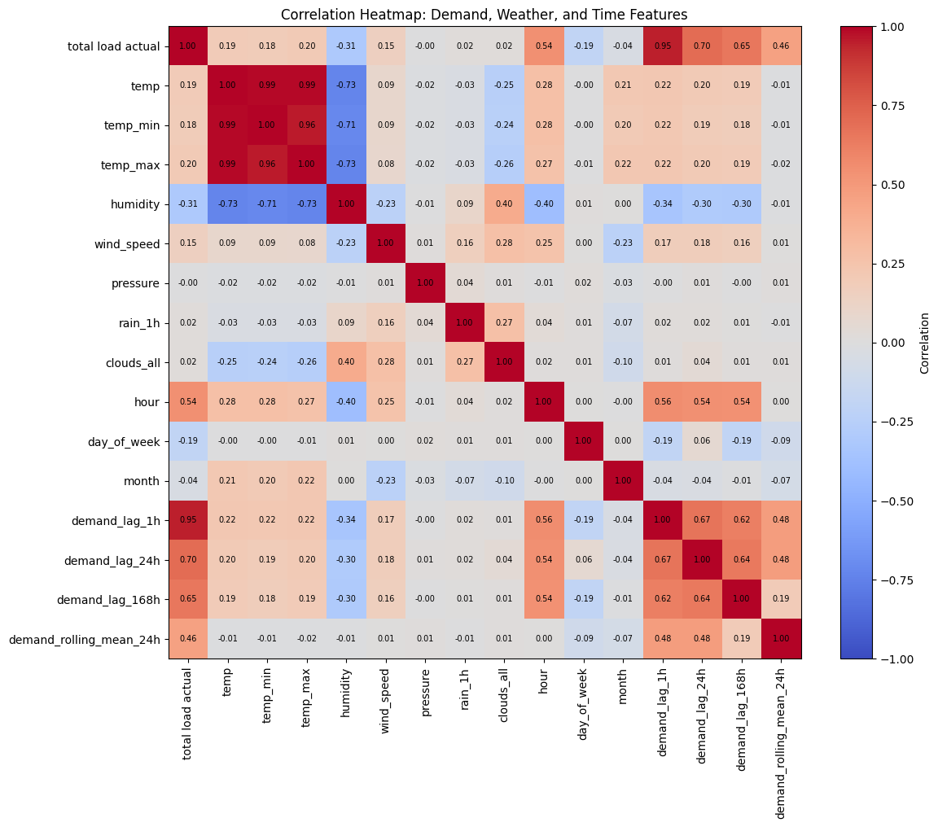 Correlation Heatmap: Demand, Weather, and Time Features
total load actual 1.00 0.19 0.18 0.20 -0.31 0.15 -0.00 0.02 0.02 0.54 -0.19 -0.04 0.95 0.70 0.65 0.46
temp 0.19 1.00 0.99 0.99 -0.73 0.09 -0.02 -0.03 -0.25 0.28 -0.00 0.21 0.22 0.20 0.19 -0.01
temp_min 0.18 0.99 1.00 0.96 -0.71 0.09 -0.02 -0.03 -0.24 0.28 -0.00 0.20 0.22 0.19 0.18 -0.01
temp_max 0.20 0.99 0.96 1.00 -0.73 0.08 -0.02 -0.03 -0.26 0.27 -0.01 0.22 0.22 0.20 0.19 -0.02
humidity -0.31 -0.73 -0.71 -0.73 1.00 -0.23 -0.01 0.09 0.40 -0.40 0.01 0.00 -0.34 -0.30 -0.30 -0.01
wind_speed 0.15 0.09 0.09 0.08 -0.23 1.00 0.01 0.16 0.28 0.25 0.00 -0.23 0.17 0.18 0.16 0.01
pressure -0.00 -0.02 -0.02 -0.02 -0.01 0.01 1.00 0.04 0.01 -0.01 0.02 -0.03 -0.00 0.01 -0.00 0.01
rain_1h 0.02 -0.03 -0.03 -0.03 0.09 0.16 0.04 1.00 0.27 0.04 0.01 -0.07 0.02 0.02 0.01 -0.01
clouds_all 0.02 -0.25 -0.24 -0.26 0.40 0.28 0.01 0.27 1.00 0.02 0.01 -0.10 0.01 0.04 0.01 0.01
hour 0.54 0.28 0.28 0.27 -0.40 0.25 -0.01 0.04 0.02 1.00 0.00 -0.00 0.56 0.54 0.54 0.00
day_of_week -0.19 -0.00 -0.00 -0.01 0.01 0.00 0.02 0.01 0.01 0.00 1.00 0.00 -0.19 0.06 -0.19 -0.09
month -0.04 0.21 0.20 0.22 0.00 -0.23 -0.03 -0.07 -0.10 -0.00 0.00 1.00 -0.04 -0.04 -0.01 -0.07
demand_lag_1h 0.95 0.22 0.22 0.22 -0.34 0.17 -0.00 0.02 0.01 0.56 -0.19 -0.04 1.00 0.67 0.62 0.48
demand_lag_24h 0.70 0.20 0.19 0.20 -0.30 0.18 0.01 0.02 0.04 0.54 0.06 -0.04 0.67 1.00 0.64 0.48
demand_lag_168h 0.65 0.19 0.18 0.19 -0.30 0.16 -0.00 0.01 0.01 0.54 -0.19 -0.01 0.62 0.64 1.00 0.19
demand_rolling_mean_24h 0.46 -0.01 -0.01 -0.02 -0.01 0.01 0.01 -0.01 0.01 0.00 -0.09 -0.07 0.48 0.48 0.19 1.00
total load actual
temp
temp_min
temp_max
humidity
wind_speed
pressure
rain_1h
clouds_all
hour
day_of_week
month
demand_lag_1h
demand_lag_24h
demand_lag_168h
demand_rolling_mean_24h
1.00
0.75
0.50
0.25
0.00
−0.25
−0.50
−0.75
−1.00
Correlation